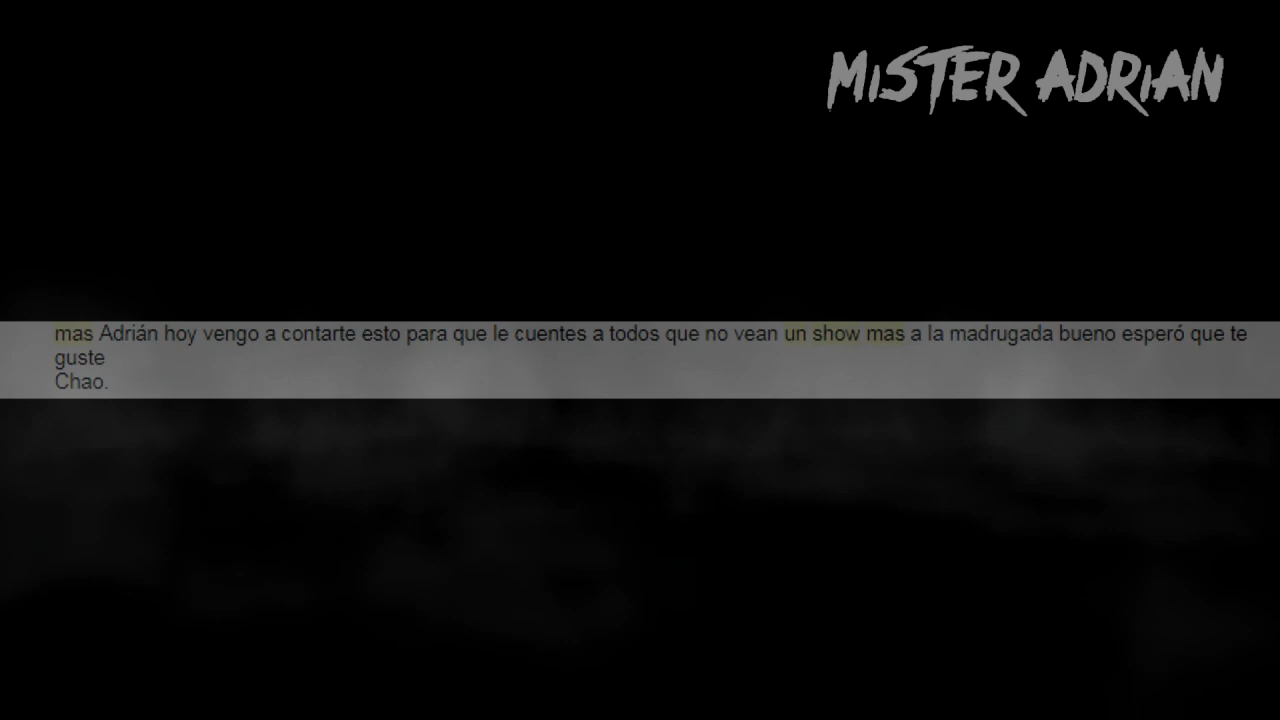 MiSTER ADRiAN
mas Adrián hoy vengo a contarte esto para que le cuentes a todos que no vean un show mas a la madrugada bueno esperó que te
guste
Chao.